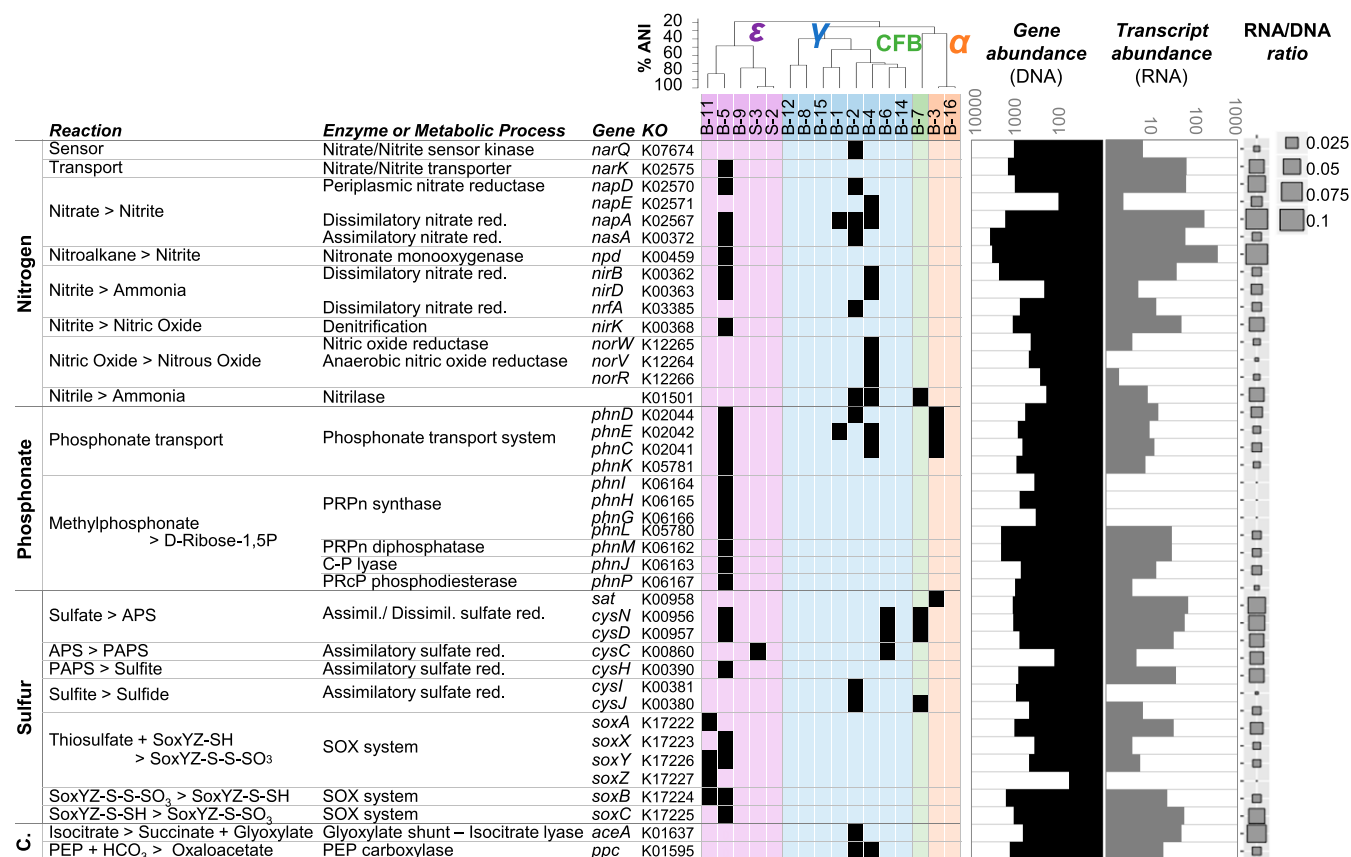 % ANI
20
40
60
80
100
ε
γ
CFB
α
Gene abundance (DNA)
Transcript abundance (RNA)
RNA/DNA ratio
10000
1000
100
10
100
1000
B-11 B-5 B-9 S-3 S-2 B-12 B-8 B-15 B-1 B-2 B-4 B-6 B-14 B-7 B-3 B-16
0.025
0.05
0.075
0.1
Reaction Enzyme or Metabolic Process Gene KO
Nitrogen
Sensor Nitrate/Nitrite sensor kinase narQ K07674
Transport Nitrate/Nitrite transporter narK K02575
Periplasmic nitrate reductase napD K02570
Nitrate > Nitrite napE K02571
Dissimilatory nitrate red. napA K02567
Assimilatory nitrate red. nasA K00372
Nitroalkane > Nitrite Nitronate monooxygenase npd K00459
Dissimilatory nitrate red. nirB K00362
Nitrite > Ammonia nirD K00363
Dissimilatory nitrate red. nrfA K03385
Nitrite > Nitric Oxide Denitrification nirK K00368
Nitric oxide reductase norW K12265
Nitric Oxide > Nitrous Oxide Anaerobic nitric oxide reductase norV K12264
norR K12266
Nitrile > Ammonia Nitrilase K01501
Phosphonate
phnD K02044
Phosphonate transport Phosphonate transport system phnE K02042
phnC K02041
phnK K05781
phnI K06164
PRPn synthase phnH K06165
Methylphosphonate phnG K06166
> D-Ribose-1,5P phnL K05780
PRPn diphosphatase phnM K06162
C-P lyase phnJ K06163
PRcP phosphodiesterase phnP K06167
Sulfur
sat K00958
Sulfate > APS Assimil./ Dissimil. sulfate red. cysN K00956
cysD K00957
APS > PAPS Assimilatory sulfate red. cysC K00860
PAPS > Sulfite Assimilatory sulfate red. cysH K00390
Sulfite > Sulfide Assimilatory sulfate red. cysI K00381
cysJ K00380
soxA K17222
Thiosulfate + SoxYZ-SH SOX system soxX K17223
> SoxYZ-S-S-SO3 soxY K17226
soxZ K17227
SoxYZ-S-S-SO3 > SoxYZ-S-SH SOX system soxB K17224
SoxYZ-S-SH > SoxYZ-S-SO3 SOX system soxC K17225
C.
Isocitrate > Succinate + Glyoxylate Glyoxylate shunt – Isocitrate lyase aceA K01637
PEP + HCO3 > Oxaloacetate PEP carboxylase ppc K01595